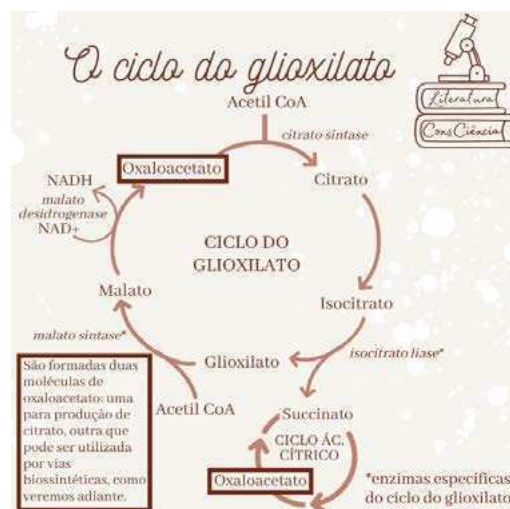 O ciclo do glioxilato
Literatural
ConsCiência!
Acetil CoA
citrato sintase
Oxaloacetato
Citrato
NADH
malato
desidrogenase
NAD+
CICLO DO
GLIOXILATO
Malato
Isocitrato
malato sintase*
isocitrato liase*
Glioxilato
São formadas duas
moléculas de
oxaloacetato: uma
para produção de
citrato, outra que
pode ser utilizada
por vias
biossintéticas, como
veremos adiante.
Acetil CoA
Succinato
CICLO ÁC.
CÍTRICO
Oxaloacetato
*enzimas específicas
do ciclo do glioxilato